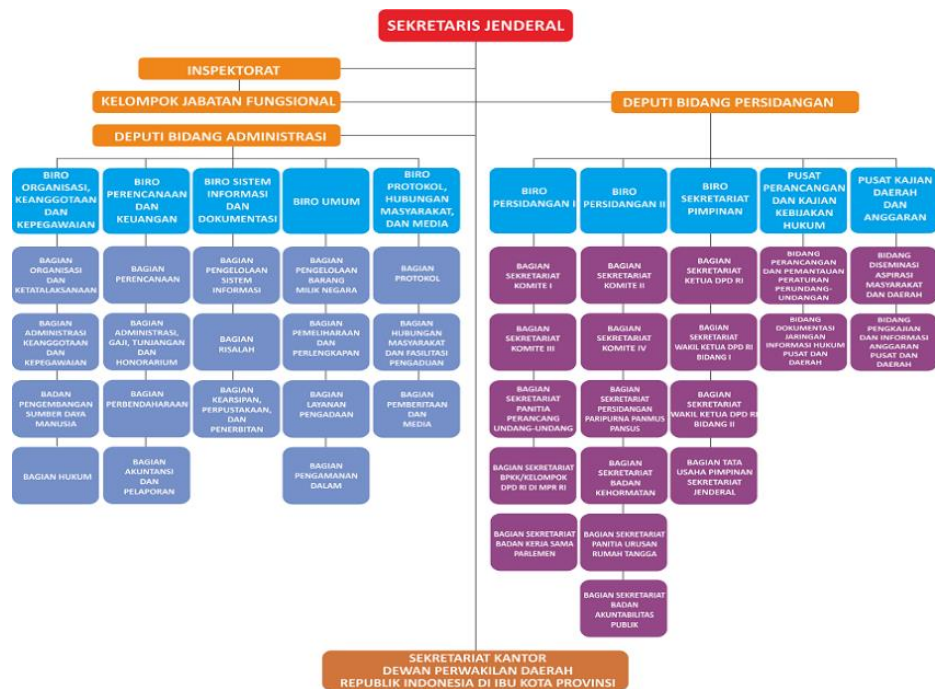 SEKRETARIS JENDERAL
INSPEKTORAT
KELOMPOK JABATAN FUNGSIONAL
DEPUTI BIDANG PERSIDANGAN
DEPUTI BIDANG ADMINISTRASI
BIRO
ORGANISASI,
KEANGGOTAAN
DAN
KEPEGAWAIAN
BIRO
PERENCANAAN
DAN
KEUANGAN
BIRO SISTEM
INFORMASI
DAN
DOKUMENTASI
BIRO UMUM
BIRO
PROTOKOL,
HUBUNGAN
MASYARAKAT,
DAN MEDIA
BIRO
PERSIDANGAN I
BIRO
PERSIDANGAN II
BIRO
SEKRETARIAT
PIMPINAN
PUSAT
PERANCANGAN
DAN KAJIAN
KEBIJAKAN
HUKUM
PUSAT KAJIAN
DAERAH
DAN
ANGGARAN
BAGIAN
ORGANISASI
DAN
KETATALAKSANAAN
BAGIAN
PERENCANAAN
BAGIAN
PENGELOLAAN
SISTEM
INFORMASI
BAGIAN
PENGELOLAAN
BARANG
MILIK NEGARA
BAGIAN
PROTOKOL
BAGIAN
SEKRETARIAT
KOMITE I
BAGIAN
SEKRETARIAT
KOMITE II
BAGIAN
SEKRETARIAT
KETUA DPD RI
BIDANG
PERANCANGAN
DAN PEMANTAUAN
PERATURAN
PERUNDANG-
UNDANGAN
BIDANG
DISEMINASI
ASPIRASI
MASYARAKAT
DAN DAERAH
BAGIAN
ADMINISTRASI
KEANGGOTAAN
DAN
KEPEGAWAIAN
BAGIAN
ADMINISTRASI,
GAJI, TUNJANGAN
DAN
HONORARIUM
BAGIAN
RISALAH
BAGIAN
PEMELIHARAAN
DAN
PERLENGKAPAN
BAGIAN
HUBUNGAN
MASYARAKAT
DAN FASILITASI
PENGADUAN
BAGIAN
SEKRETARIAT
KOMITE III
BAGIAN
SEKRETARIAT
KOMITE IV
BAGIAN
SEKRETARIAT
WAKIL KETUA DPD RI
BIDANG I
BIDANG
DOKUMENTASI
JARINGAN
INFORMASI HUKUM
PUSAT DAN
DAERAH
BIDANG
PENGKAJIAN
DAN INFORMASI
ANGGARAN
PUSAT DAN
DAERAH
BADAN
PENGEMBANGAN
SUMBER DAYA
MANUSIA
BAGIAN
PERBENDAHARAAN
BAGIAN
KEARSIPAN,
PERPUSTAKAAN,
DAN
PENERBITAN
BAGIAN
LAYANAN
PENGADAAN
BAGIAN
PEMBERITAAN
DAN
MEDIA
BAGIAN
SEKRETARIAT
PANITIA
PERANCANG
UNDANG-UNDANG
BAGIAN
SEKRETARIAT
PERSIDANGAN
PARIPURNA PANMUS
PANSUS
BAGIAN
SEKRETARIAT
WAKIL KETUA DPD RI
BIDANG II
BAGIAN HUKUM
BAGIAN
AKUNTANSI
DAN
PELAPORAN
BAGIAN
PENGAMANAN
DALAM
BAGIAN SEKRETARIAT
BPKK/KELOMPOK
DPD RI DI MPR RI
BAGIAN
SEKRETARIAT
BADAN
KEHORMATAN
BAGIAN TATA
USAHA PIMPINAN
SEKRETARIAT
JENDERAL
BAGIAN SEKRETARIAT
BADAN KERJA SAMA
PARLEMEN
BAGIAN SEKRETARIAT
PANITIA URUSAN
RUMAH TANGGA
BAGIAN SEKRETARIAT
BADAN
AKUNTABILITAS
PUBLIK
SEKRETARIAT KANTOR
DEWAN PERWAKILAN DAERAH
REPUBLIK INDONESIA DI IBU KOTA PROVINSI